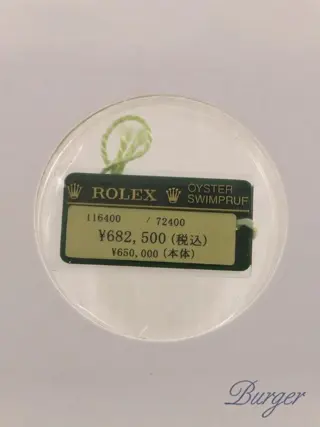 ROLEX
OYSTER
SWIMPRUF
116400 / 72400
¥682,500(税込)
¥650,000(本体)
Burger